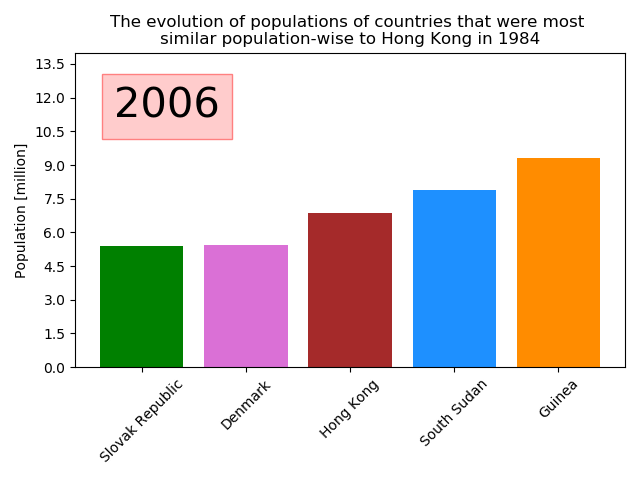 The evolution of populations of countries that were most
similar population-wise to Hong Kong in 1984
2006
Population [million]
13.5
12.0
10.5
9.0
7.5
6.0
4.5
3.0
1.5
0.0
Slovak Republic
Denmark
Hong Kong
South Sudan
Guinea